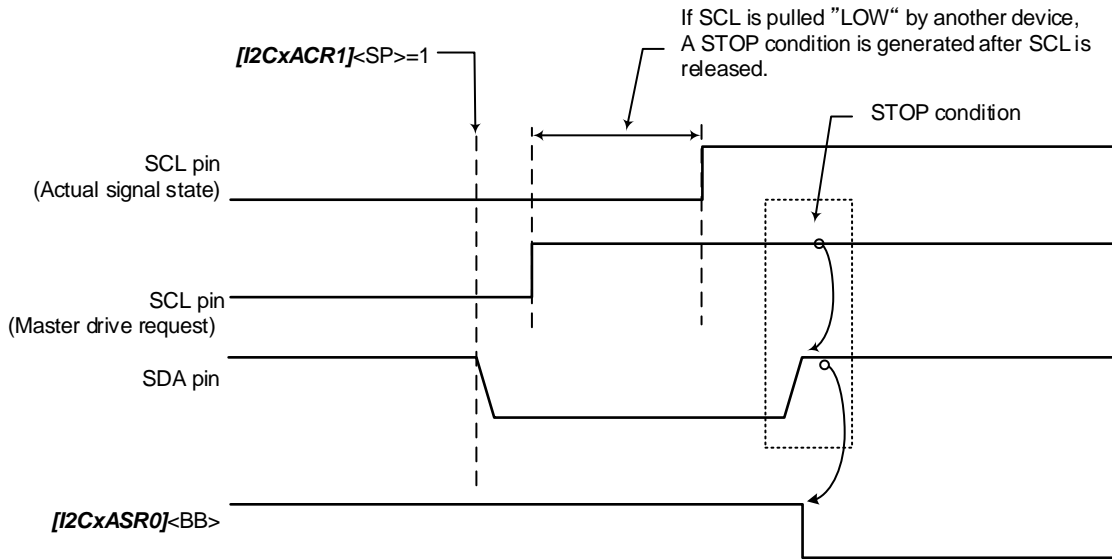 If SCL is pulled ”LOW“ by another device,
A STOP condition is generated after SCL is
released.
[I2CxACR1]<SP>=1
STOP condition
SCL pin
(Actual signal state)
SCL pin
(Master drive request)
SDA pin
[I2CxASR0]<BB>